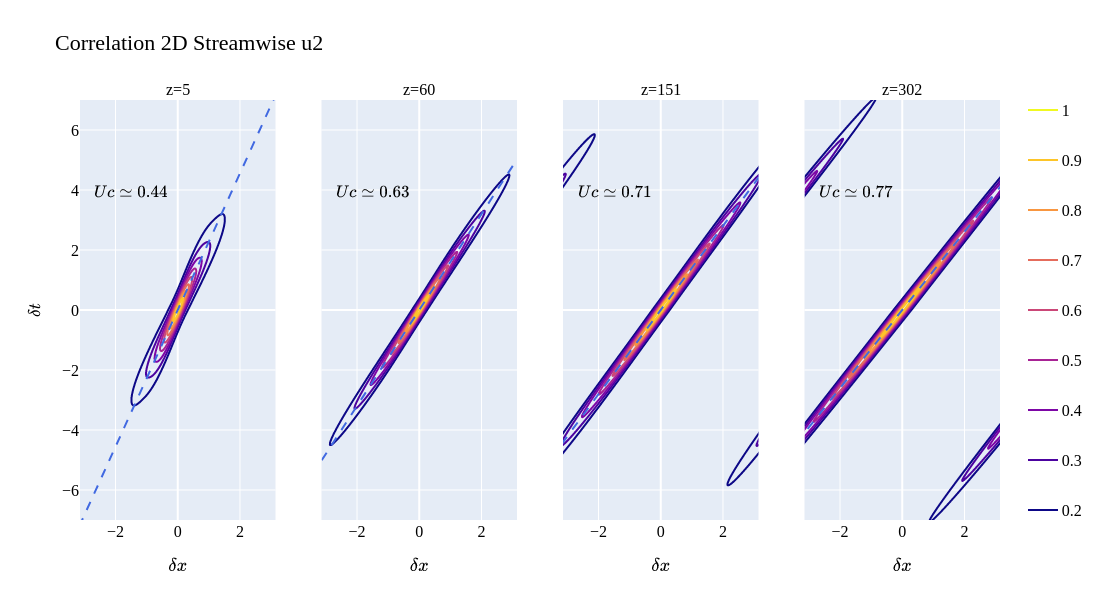 Correlation 2D Streamwise u2
z=5
z=60
z=151
z=302
6
4
2
0
−2
−4
−6
δt
Uc ≃ 0.44
Uc ≃ 0.63
Uc ≃ 0.71
Uc ≃ 0.77
−2 0 2
−2 0 2
−2 0 2
−2 0 2
δx
δx
δx
δx
1
0.9
0.8
0.7
0.6
0.5
0.4
0.3
0.2